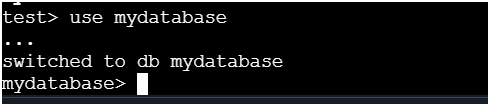 test> use mydatabase
...
switched to db mydatabase
mydatabase>